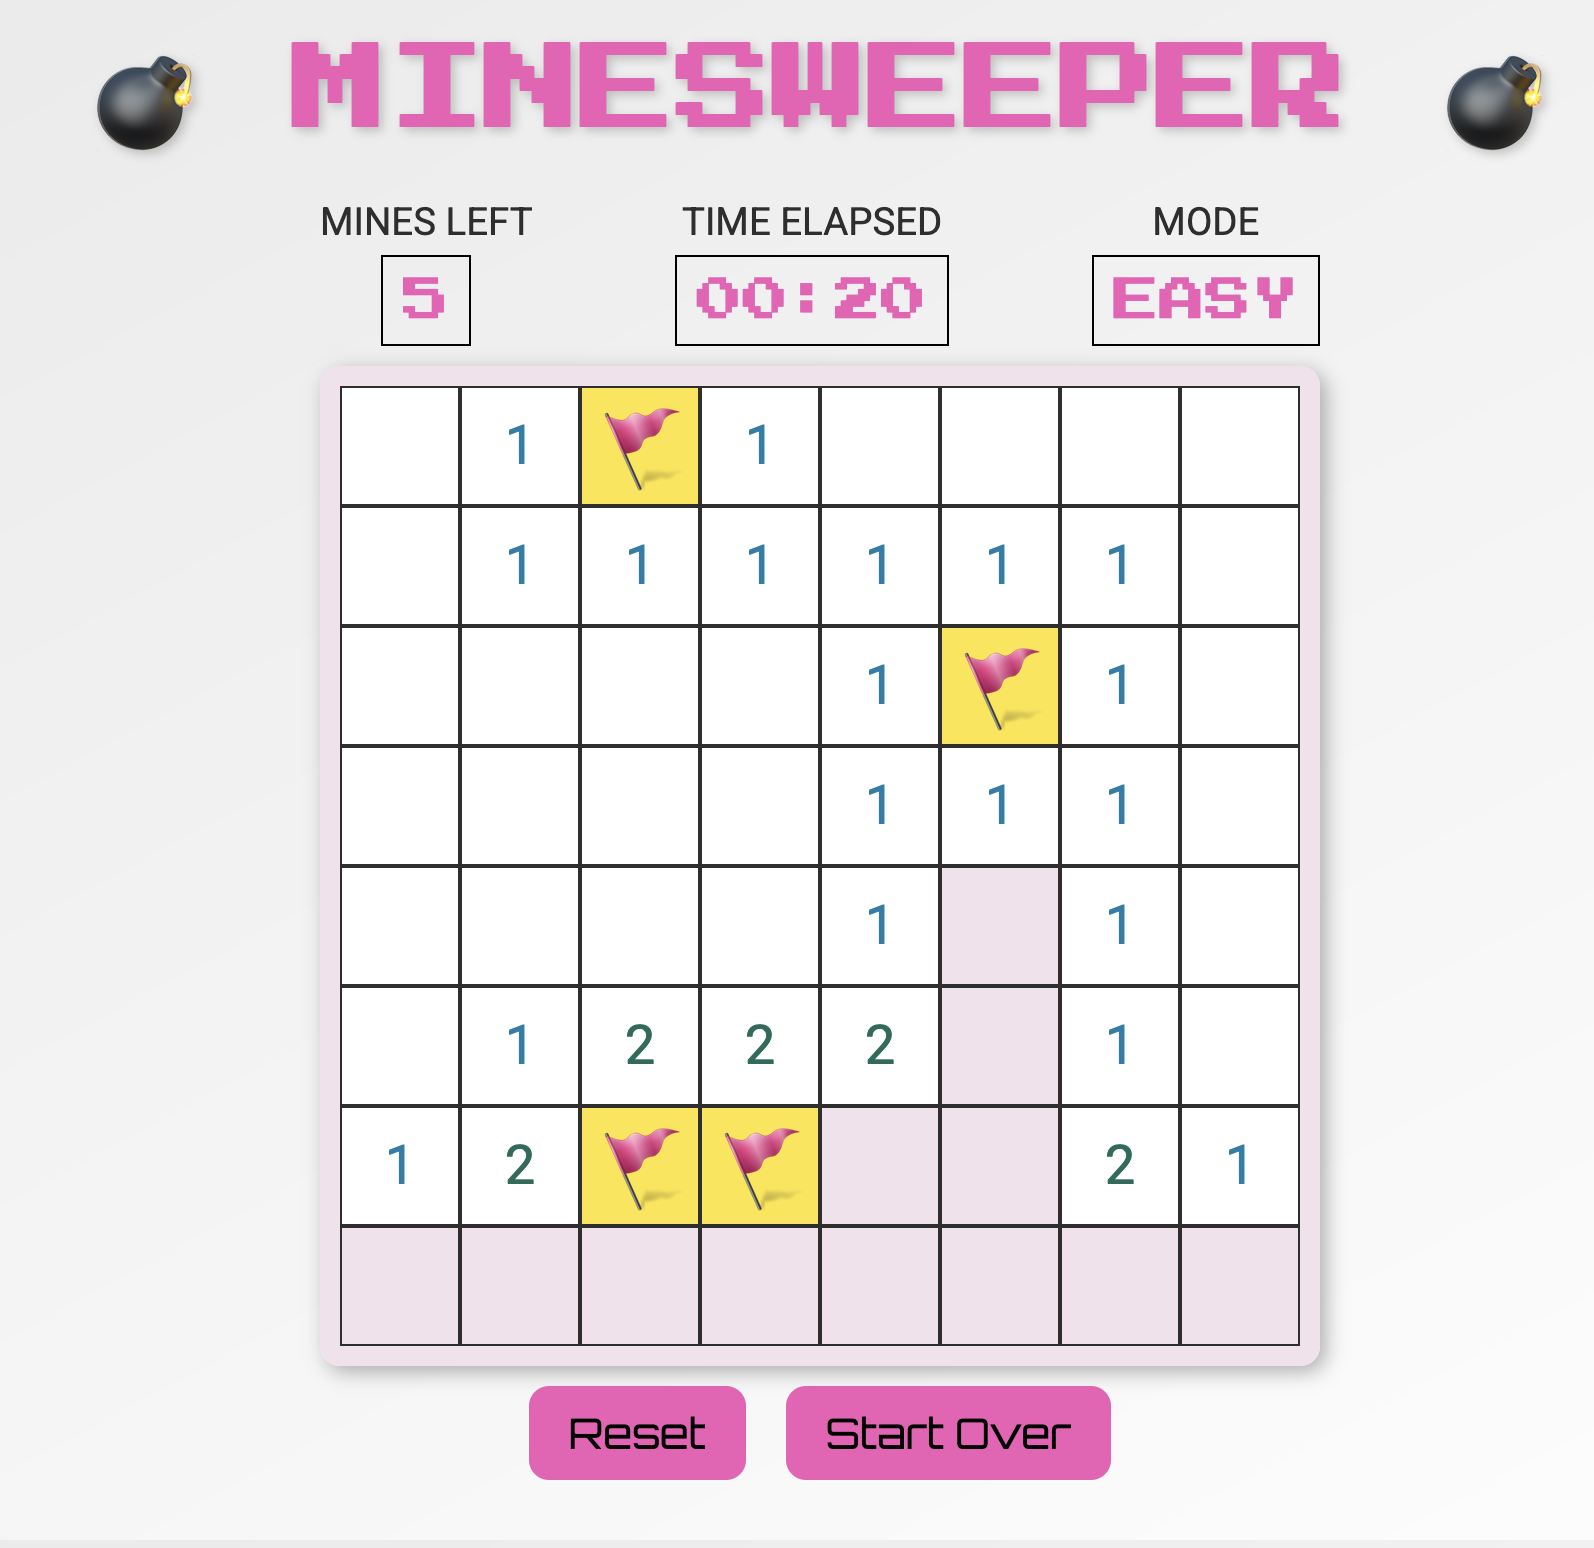 MINESWEEPER
MINES LEFT TIME ELAPSED MODE
5 00:20 EASY
1 1
1 1 1 1 1 1
1 1
1 1 1
1 1
1 2 2 2 1
1 2 2 1
Reset Start Over